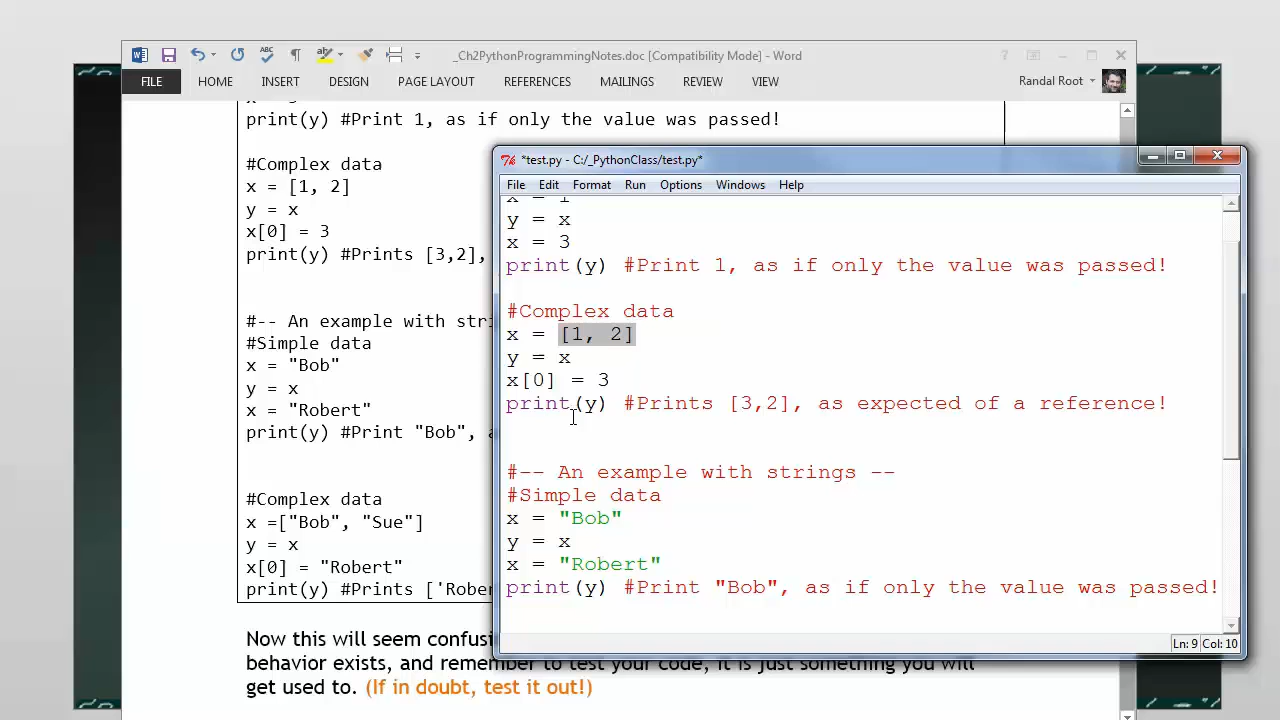 _Ch2PythonProgrammingNotes.doc [Compatibility Mode] - Word
FILE HOME INSERT DESIGN PAGE LAYOUT REFERENCES MAILINGS REVIEW VIEW Randal Root
print(y) #Print 1, as if only the value was passed!
#Complex data
x = [1, 2]
y = x
x[0] = 3
print(y) #Prints [3,2],
#-- An example with
#Simple data
x = "Bob"
y = x
x = "Robert"
print(y) #Print "Bob",
#Complex data
x =["Bob", "Sue"]
y = x
x[0] = "Robert"
print(y) #Prints
Now this will seem
behavior exists, and remember to test your code, it is just something you will
get used to. (If in doubt, test it out!)
*test.py - C:/_PythonClass/test.py*
File Edit Format Run Options Windows Help
x = 1
y = x
x = 3
print(y) #Print 1, as if only the value was passed!
#Complex data
x = [1, 2]
y = x
x[0] = 3
print(y) #Prints [3,2], as expected of a reference!
#-- An example with strings --
#Simple data
x = "Bob"
y = x
x = "Robert"
print(y) #Print "Bob", as if only the value was passed!
Ln: 9 Col: 10